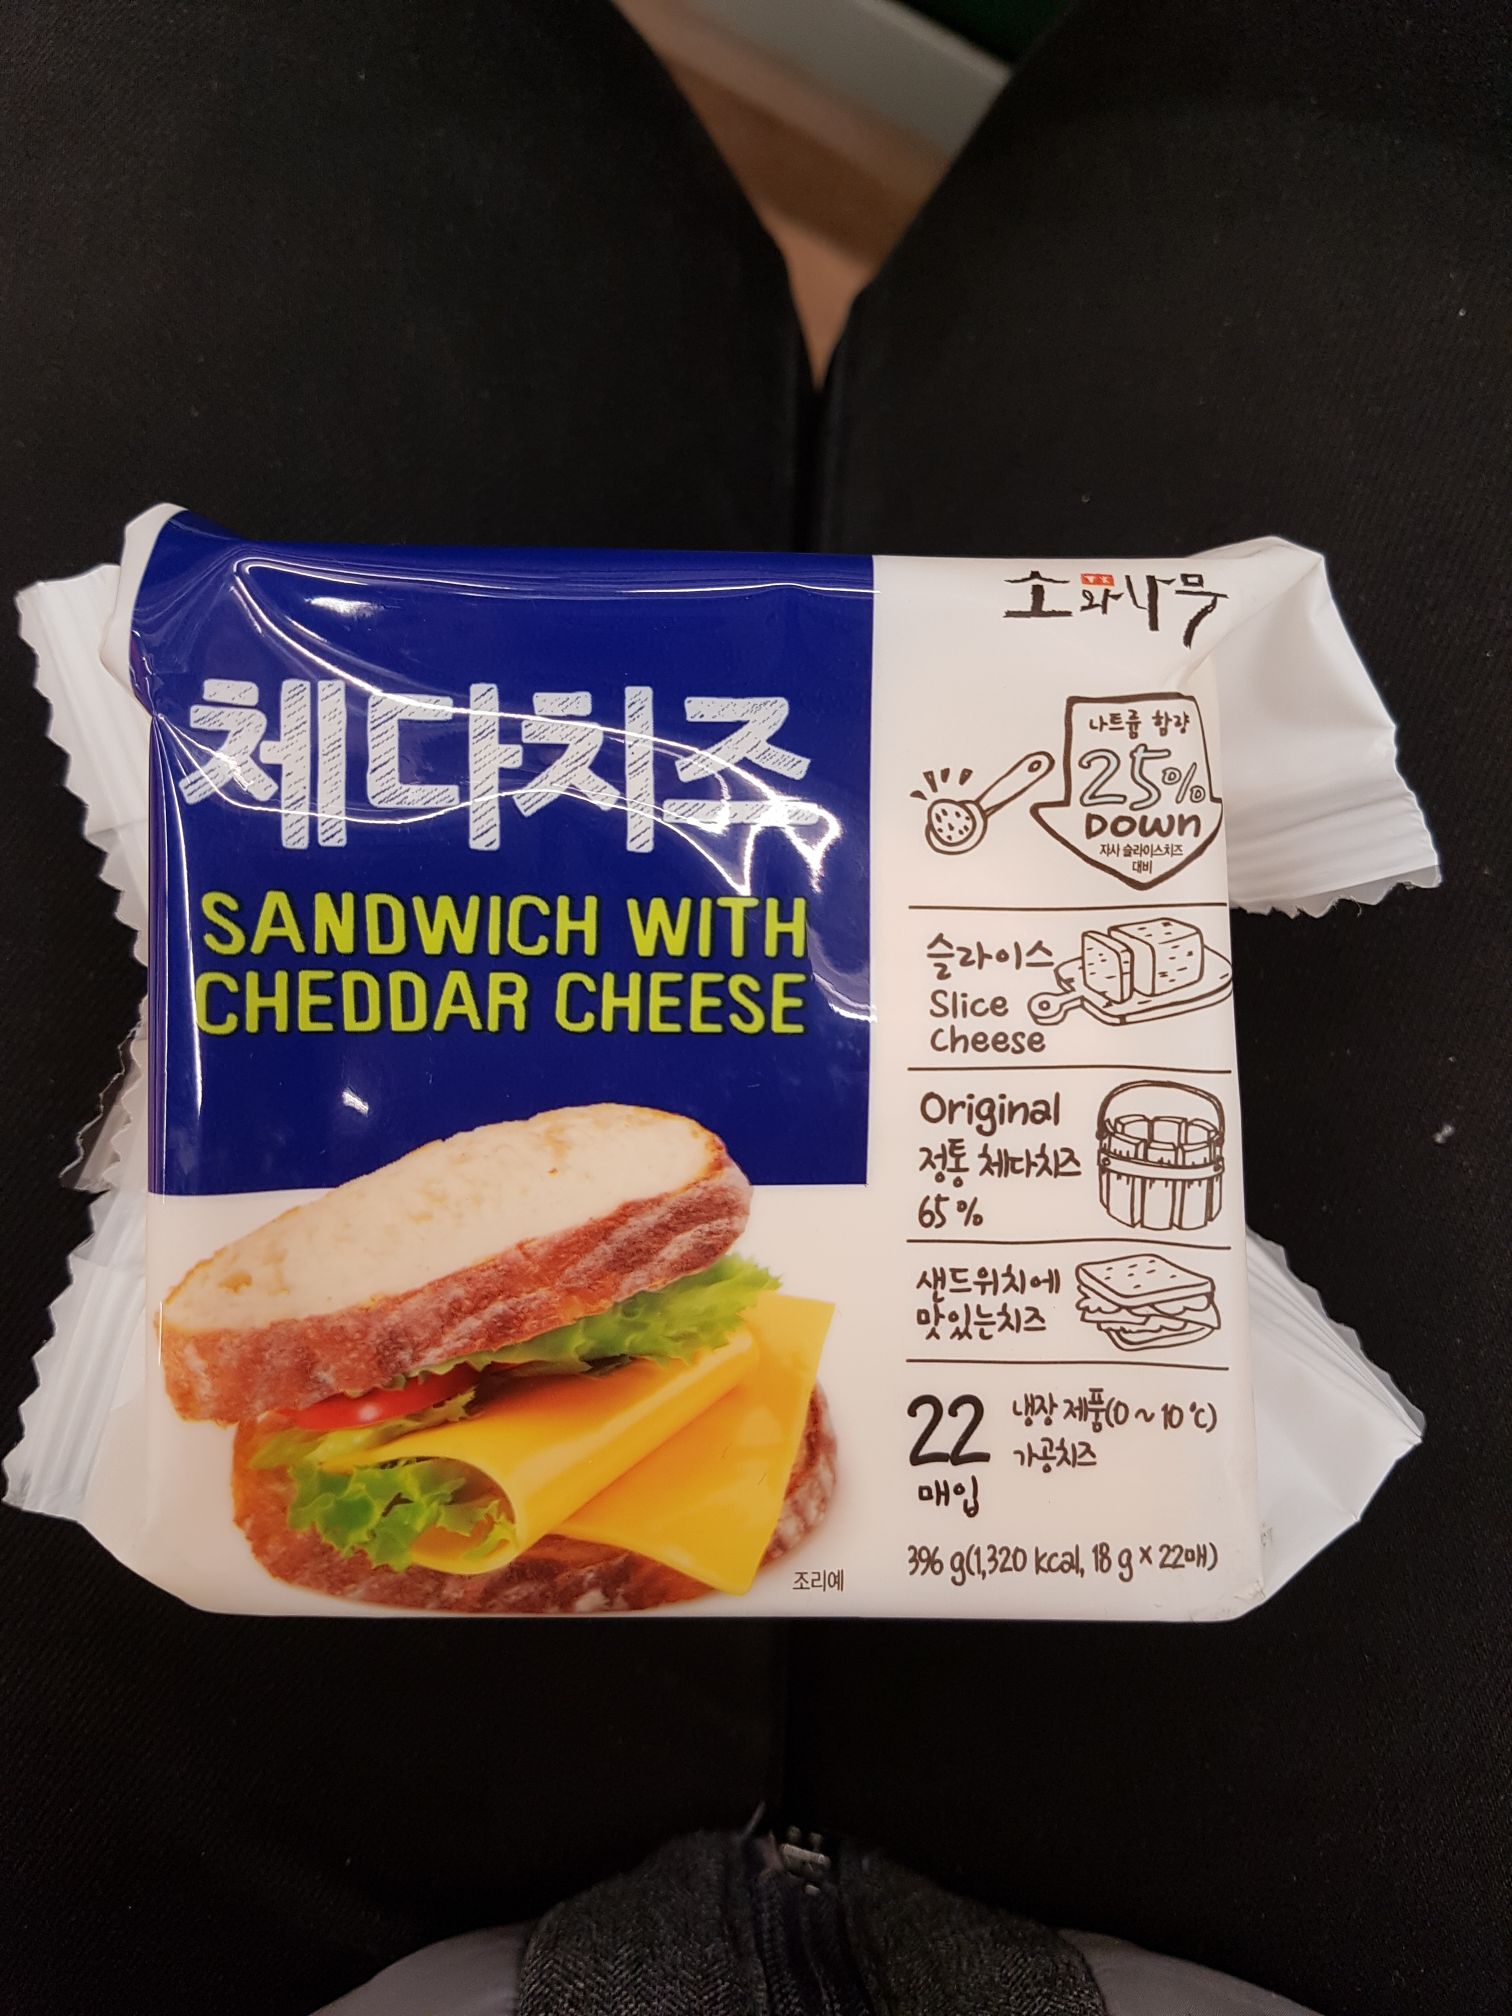 체다치즈
SANDWICH WITH
CHEDDAR CHEESE
조리예
소와나무
나트륨 함량
25%
DOWN
자사 슬라이스치즈
대비
슬라이스
Slice
Cheese
Original
정통 체다치즈
65%
샌드위치에
맛있는치즈
22
매입
냉장 제품(0~10℃)
가공치즈
396 g(1,320 kcal, 18 g x 22매)